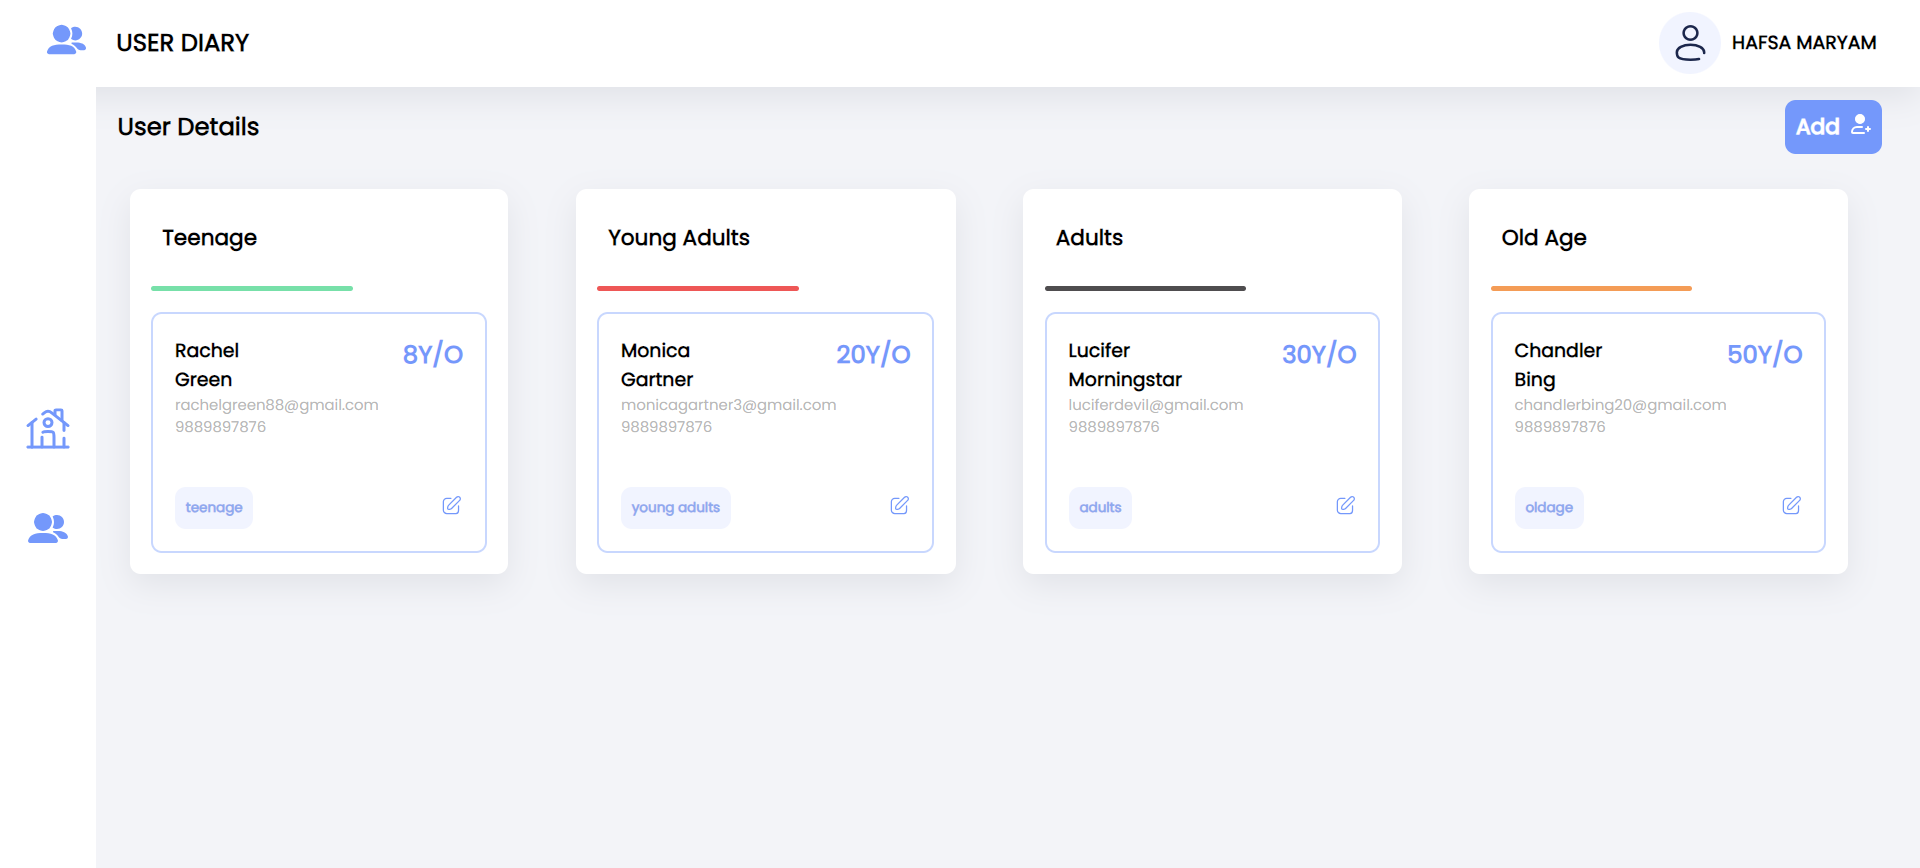 USER DIARY
HAFSA MARYAM
User Details
Add
Teenage
Rachel
Green
8Y/O
rachelgreen88@gmail.com
9889897876
teenage
Young Adults
Monica
Gartner
20Y/O
monicagartner3@gmail.com
9889897876
young adults
Adults
Lucifer
Morningstar
30Y/O
luciferdevil@gmail.com
9889897876
adults
Old Age
Chandler
Bing
50Y/O
chandlerbing20@gmail.com
9889897876
oldage